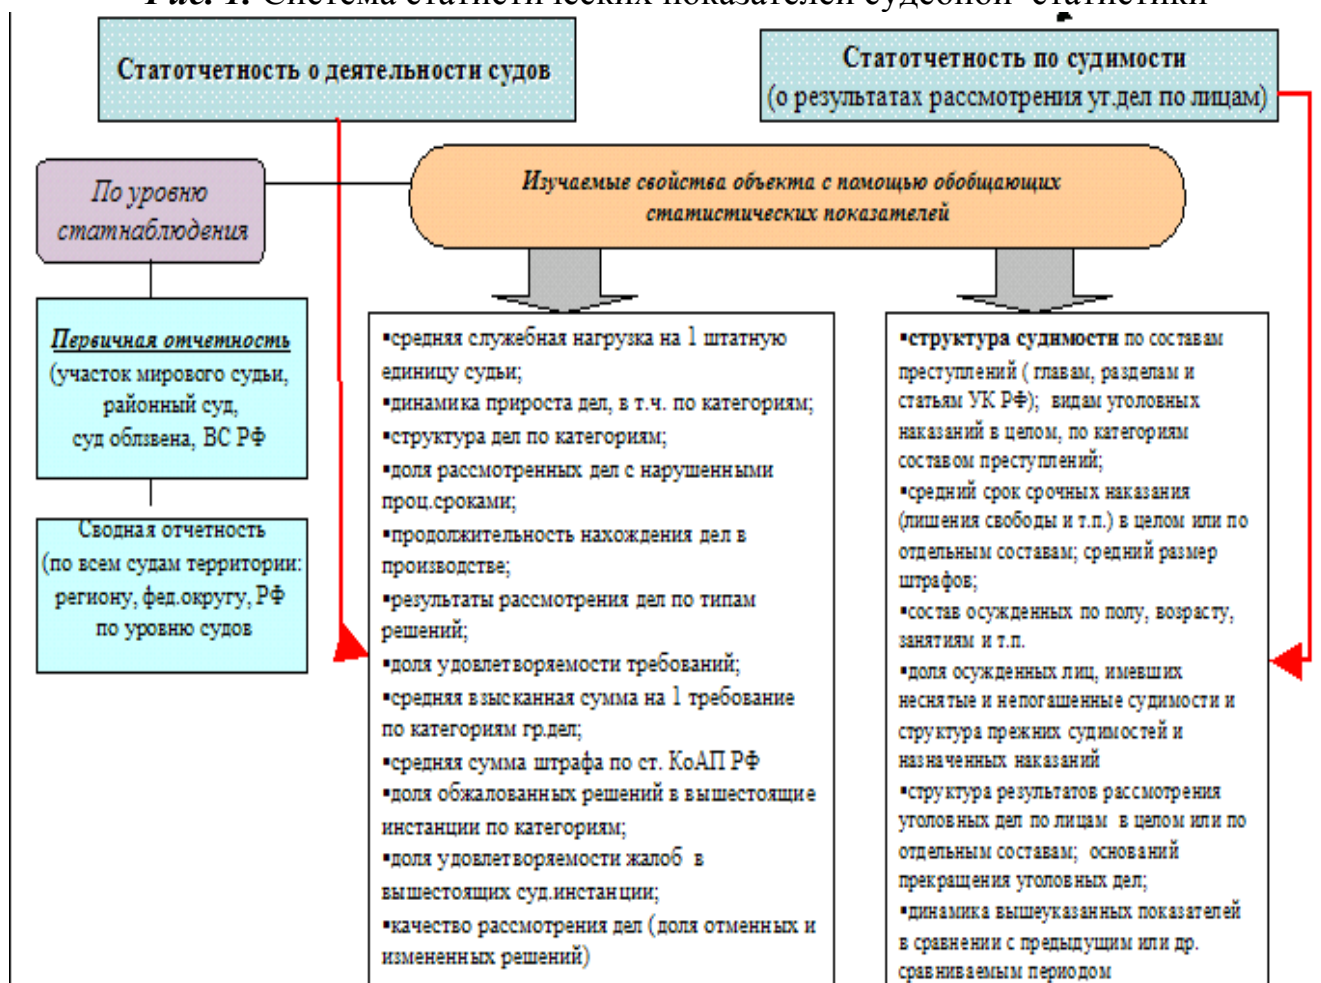 Рис. 1. Система статистических показателей судебной статистики
Статотчетность о деятельности судов
Статотчетность по судимости
(о результатах рассмотрения уг.дел по лицам)
По уровню
статнаблюдения
Изучаемые свойства объекта с помощью обобщающих
статистических показателей
Первичная отчетность
(участок мирового судьи,
районный суд,
суд облзвена, ВС РФ
Сводная отчетность
(по всем судам территории:
региону, фед.округу, РФ
по уровню судов
▪средняя служебная нагрузка на 1 штатную
единицу судьи;
▪динамика прироста дел, в т.ч. по категориям;
▪структура дел по категориям;
▪доля рассмотренных дел с нарушенными
проц.сроками;
▪продолжительность нахождения дел в
производстве;
▪результаты рассмотрения дел по типам
решений;
▪доля удовлетворяемости требований;
▪средняя взысканная сумма на 1 требование
по категориям гр.дел;
▪средняя сумма штрафа по ст. КоАП РФ
▪доля обжалованных решений в вышестоящие
инстанции по категориям;
▪доля удовлетворяемости жалоб в
вышестоящих суд.инстанции;
▪качество рассмотрения дел (доля отменных и
измененных решений)
▪структура судимости по составам
преступлений ( главам, разделам и
статьям УК РФ); видам уголовных
наказаний в целом, по категориям
составом преступлений;
▪средний срок срочных наказания
(лишения свободы и т.п.) в целом или по
отдельным составам; средний размер
штрафов;
▪состав осужденных по полу, возрасту,
занятиям и т.п.
▪доля осужденных лиц, имевших
неснятые и непогашенные судимости и
структура прежних судимостей и
назначенных наказаний
▪структура результатов рассмотрения
уголовных дел по лицам в целом или по
отдельным составам; оснований
прекращения уголовных дел;
▪динамика вышеуказанных показателей
в сравнении с предыдущим или др.
сравниваемым периодом